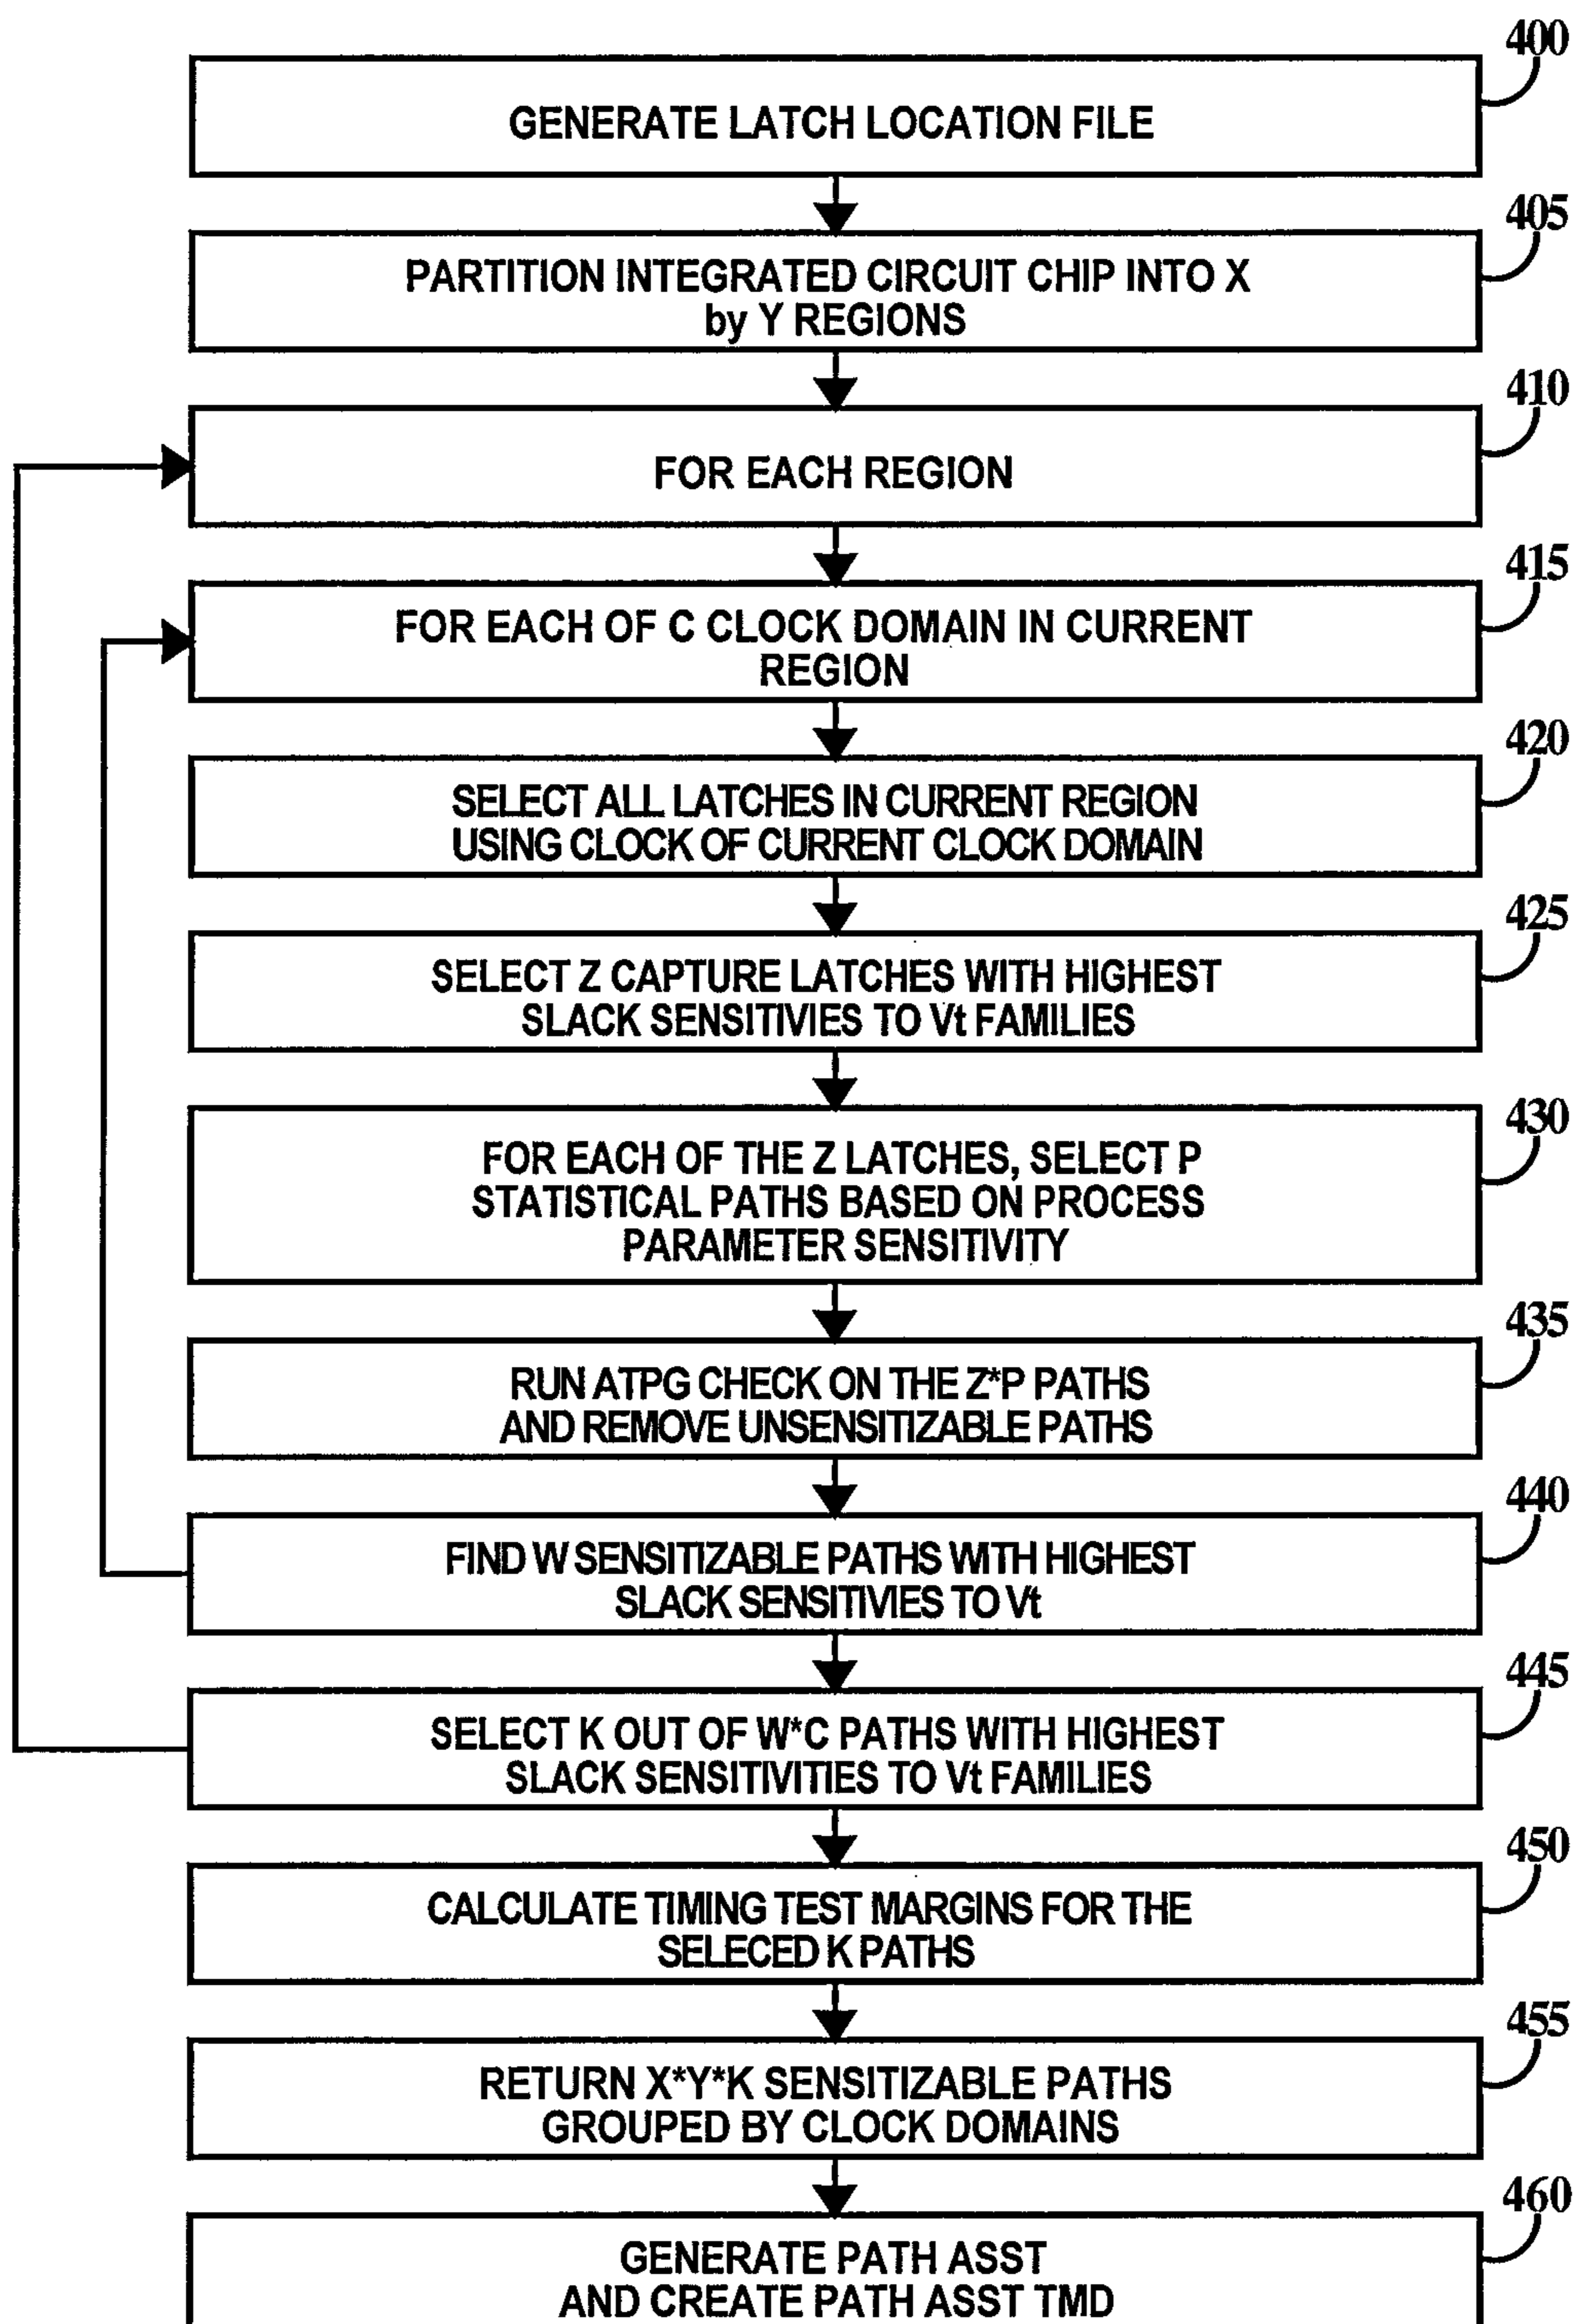 400
GENERATE LATCH LOCATION FILE
405
PARTITION INTEGRATED CIRCUIT CHIP INTO X
by Y REGIONS
410
FOR EACH REGION
415
FOR EACH OF C CLOCK DOMAIN IN CURRENT
REGION
420
SELECT ALL LATCHES IN CURRENT REGION
USING CLOCK OF CURRENT CLOCK DOMAIN
425
SELECT Z CAPTURE LATCHES WITH HIGHEST
SLACK SENSITIVIES TO Vt FAMILIES
430
FOR EACH OF THE Z LATCHES, SELECT P
STATISTICAL PATHS BASED ON PROCESS
PARAMETER SENSITIVITY
435
RUN ATPG CHECK ON THE Z*P PATHS
AND REMOVE UNSENSITIZABLE PATHS
440
FIND W SENSITIZABLE PATHS WITH HIGHEST
SLACK SENSITIVIES TO Vt
445
SELECT K OUT OF W*C PATHS WITH HIGHEST
SLACK SENSITIVITIES TO Vt FAMILIES
450
CALCULATE TIMING TEST MARGINS FOR THE
SELECED K PATHS
455
RETURN X*Y*K SENSITIZABLE PATHS
GROUPED BY CLOCK DOMAINS
460
GENERATE PATH ASST
AND CREATE PATH ASST TMD